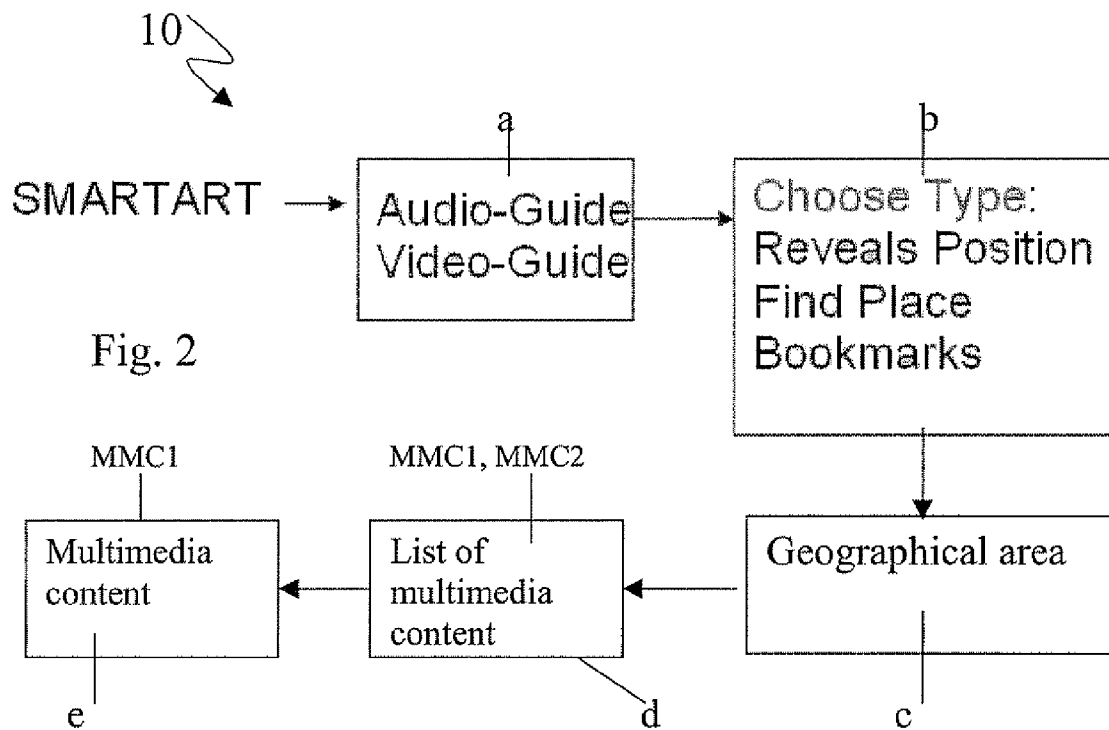 10
a
b
SMARTART
Audio-Guide
Video-Guide
Choose Type:
Reveals Position
Find Place
Bookmarks
Fig. 2
MMC1
MMC1, MMC2
Multimedia
content
List of
multimedia
content
Geographical area
e
d
c